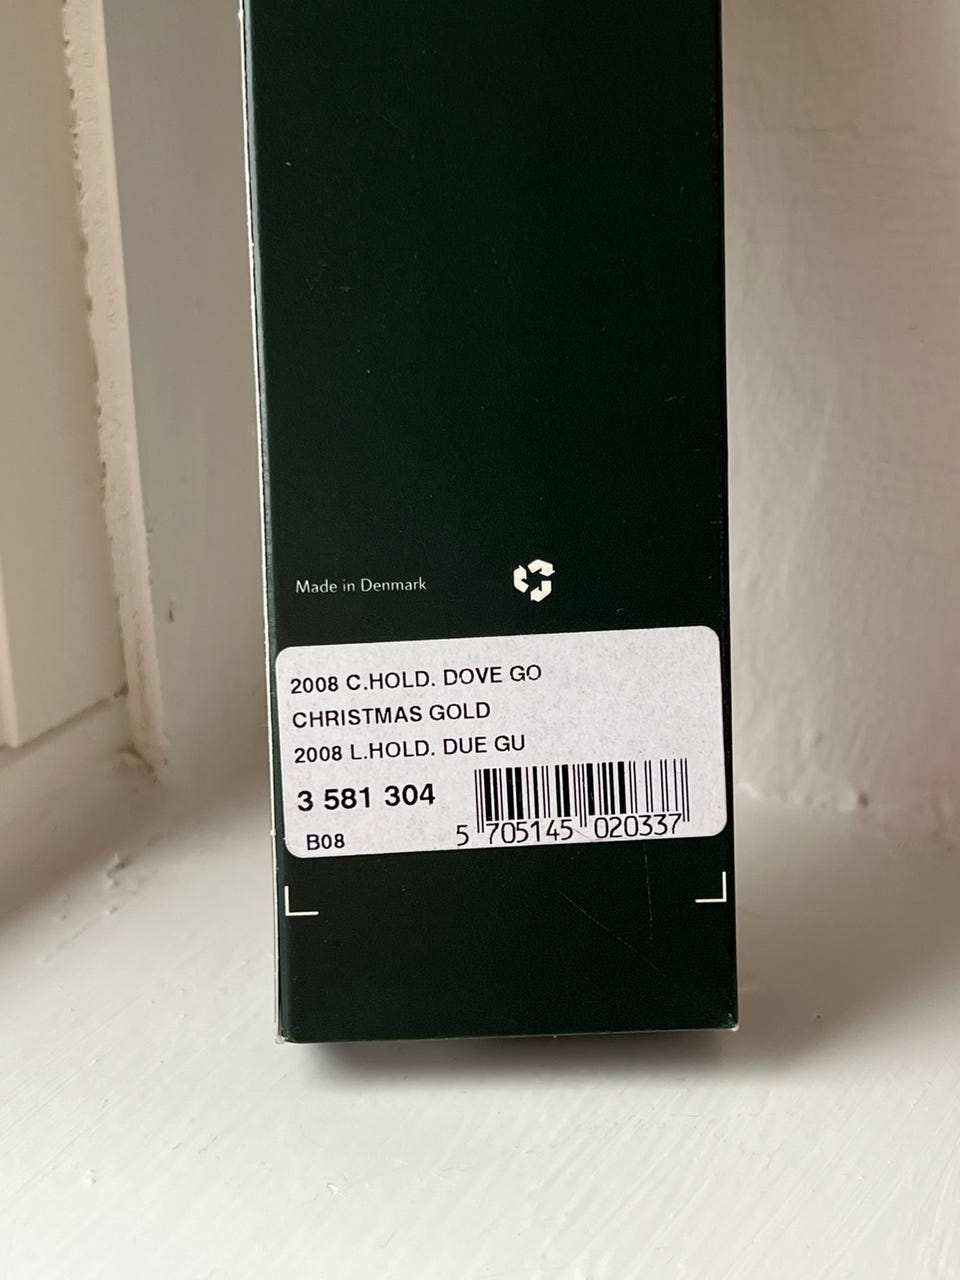 Made in Denmark
2008 C.HOLD. DOVE GO
CHRISTMAS GOLD
2008 L.HOLD. DUE GU
3 581 304
B08
5 705145 020337